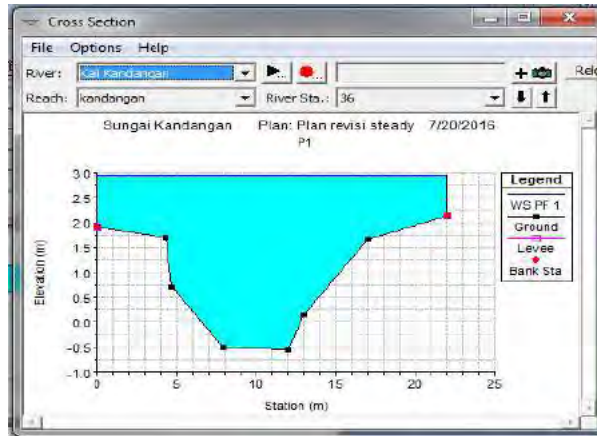 Cross Section
File Options Help
River: Kali Kandangan
Reload
Reach: kandangan River Sta.: 36
Sungai Kandangan Plan: Plan revisi steady 7/20/2016
P1
Legend
WS PF 1
Ground
Levee
Bank Sta
Elevation (m)
3.0
2.5
2.0
1.5
1.0
0.5
0.0
-0.5
-1.0
0 5 10 15 20 25
Station (m)